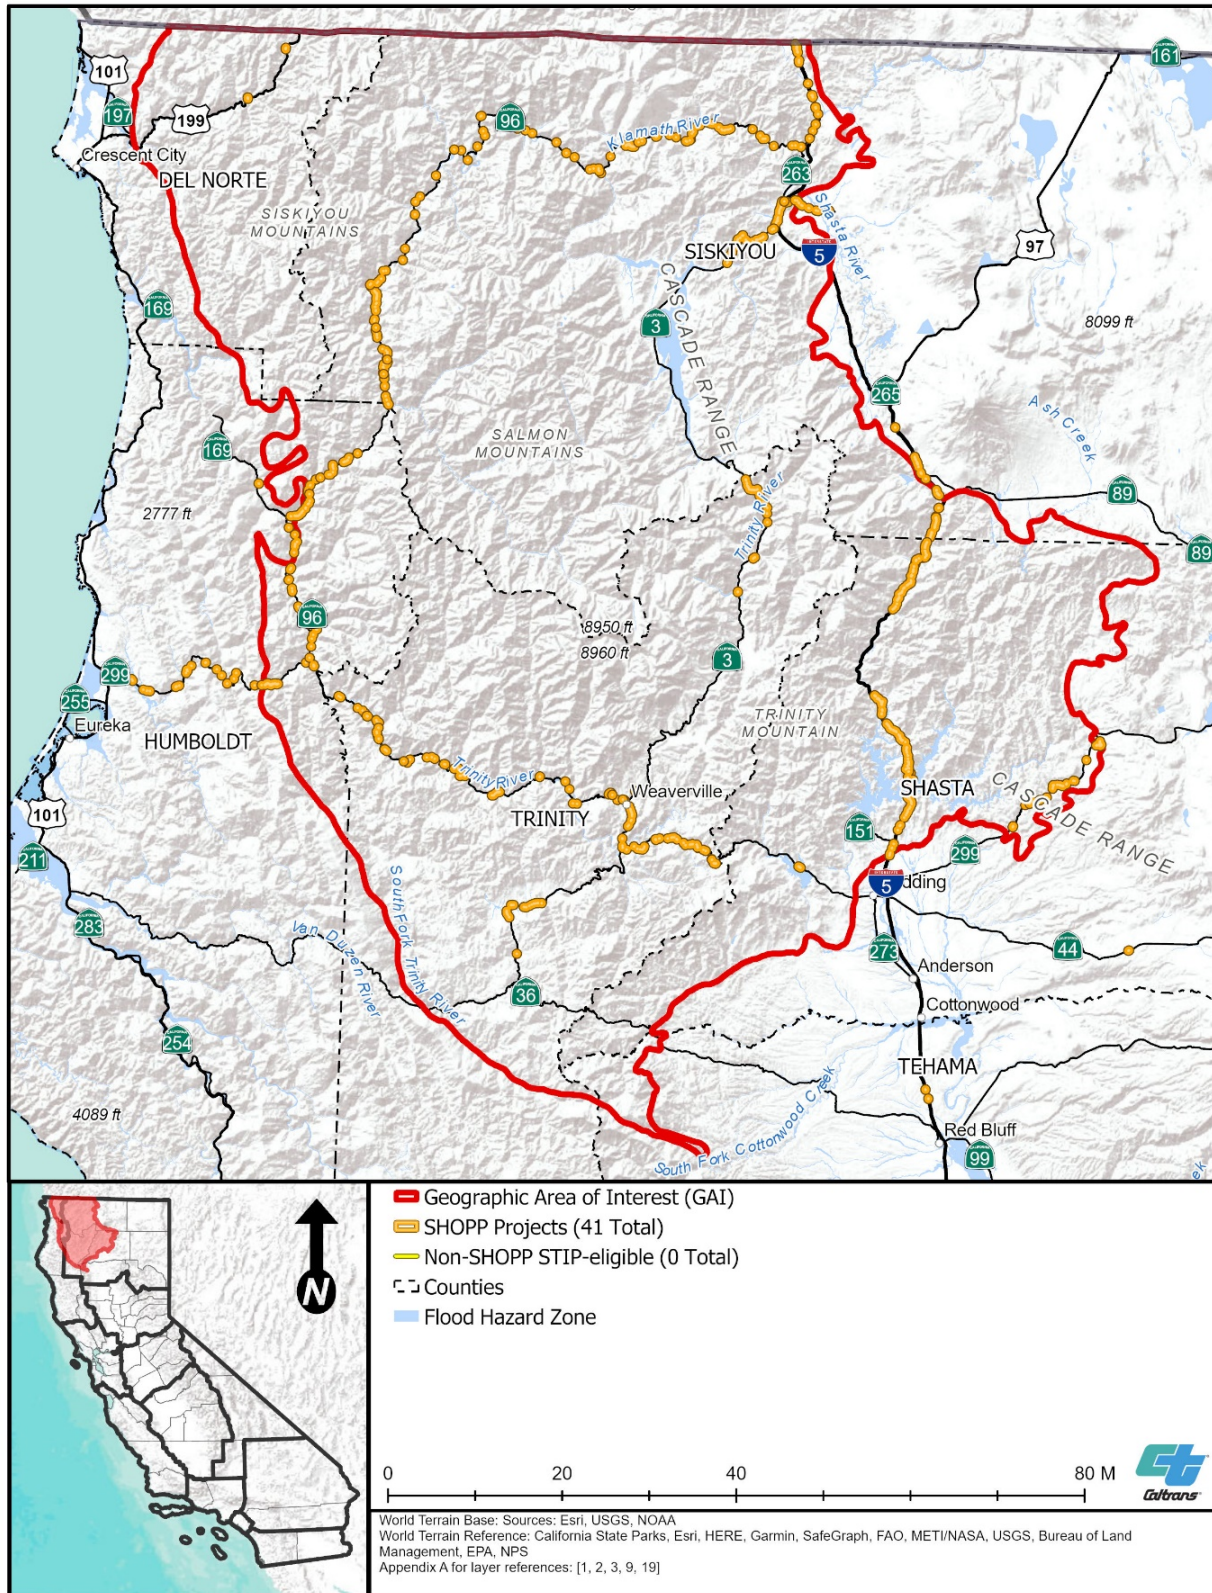 161
101
197
199
96
Klamath River
Crescent City
DEL NORTE
263
SISKIYOU
MOUNTAINS
Shasta River
97
SISKIYOU
5
CASCADE RANGE
169
3
8099 ft
265
Ash Creek
SALMON
MOUNTAINS
169
89
2777 ft
Trinity River
89
96
8950 ft
8960 ft
3
299
255
TRINITY
MOUNTAIN
Eureka
HUMBOLDT
Trinity River
Weaverville
SHASTA
CASCADE RANGE
101
TRINITY
151
299
211
5
dding
South Fork Trinity River
283
Van Duzen River
273
44
Anderson
36
Cottonwood
254
TEHAMA
4089 ft
South Fork Cottonwood Creek
Red Bluff
99
ek
N
Geographic Area of Interest (GAI)
SHOPP Projects (41 Total)
Non-SHOPP STIP-eligible (0 Total)
Counties
Flood Hazard Zone
0 20 40 80 M
Caltrans
World Terrain Base: Sources: Esri, USGS, NOAA
World Terrain Reference: California State Parks, Esri, HERE, Garmin, SafeGraph, FAO, METI/NASA, USGS, Bureau of Land
Management, EPA, NPS
Appendix A for layer references: [1, 2, 3, 9, 19]